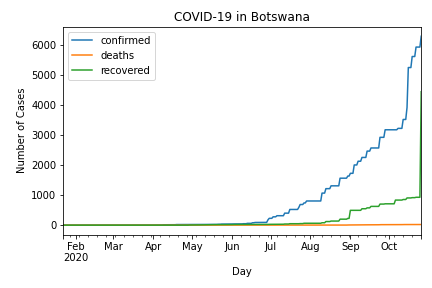 COVID-19 in Botswana
confirmed
deaths
recovered
Number of Cases
6000
5000
4000
3000
2000
1000
0
Feb Mar Apr May Jun Jul Aug Sep Oct
2020
Day